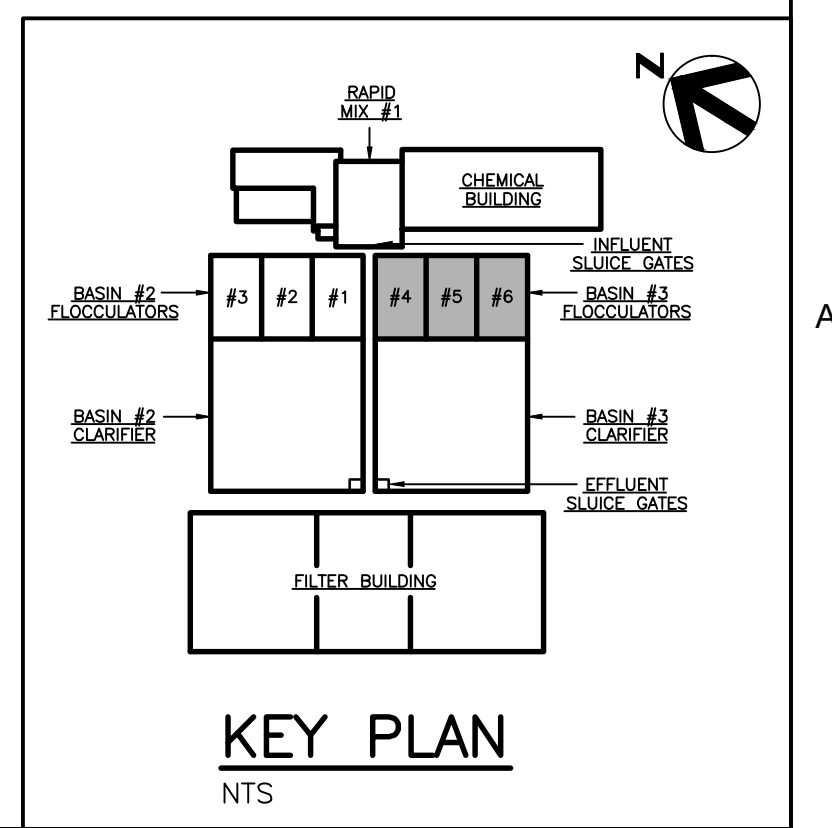 N
RAPID
MIX #1
CHEMICAL
BUILDING
INFLUENT
SLUICE GATES
BASIN #2
FLOCCULATORS
#3
#2
#1
#4
#5
#6
BASIN #3
FLOCCULATORS
A
BASIN #2
CLARIFIER
BASIN #3
CLARIFIER
EFFLUENT
SLUICE GATES
FILTER BUILDING
KEY PLAN
NTS